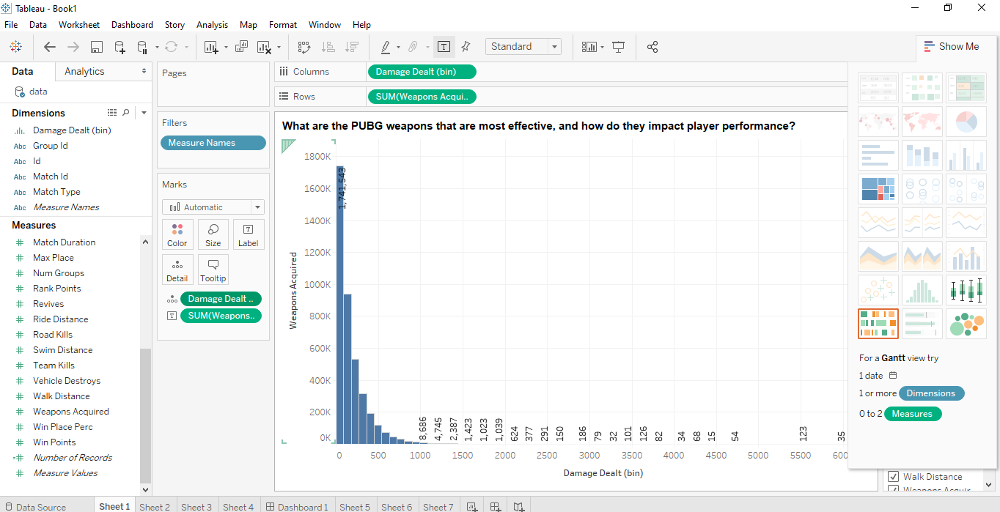 Tableau - Book1
File Data Worksheet Dashboard Story Analysis Map Format Window Help
Standard
Show Me
Data Analytics
data
Dimensions
Damage Dealt (bin)
Group Id
Id
Match Id
Match Type
Measure Names
Measures
Match Duration
Max Place
Num Groups
Rank Points
Revives
Ride Distance
Road Kills
Swim Distance
Team Kills
Vehicle Destroys
Walk Distance
Weapons Acquired
Win Place Perc
Win Points
Number of Records
Measure Values
Pages
Filters
Measure Names
Marks
Automatic
Color Size Label
Detail Tooltip
Damage Dealt ..
SUM(Weapons..
Columns Damage Dealt (bin)
Rows SUM(Weapons Acqui..
What are the PUBG weapons that are most effective, and how do they impact player performance?
Weapons Acquired
1800K
1600K
1400K
1200K
1000K
800K
600K
400K
200K
0K
1,741,543
8,686 4,745 2,387 1,423 1,023 1,039 624 377 291 150 186 79 32 101 126 82 34 68 15 54 123 35
0 500 1000 1500 2000 2500 3000 3500 4000 4500 5000 5500 600
Damage Dealt (bin)
For a Gantt view try
1 date
1 or more Dimensions
0 to 2 Measures
Walk Distance
Weapons Acquir
Data Source Sheet 1 Sheet 2 Sheet 3 Sheet 4 Dashboard 1 Sheet 5 Sheet 6 Sheet 7